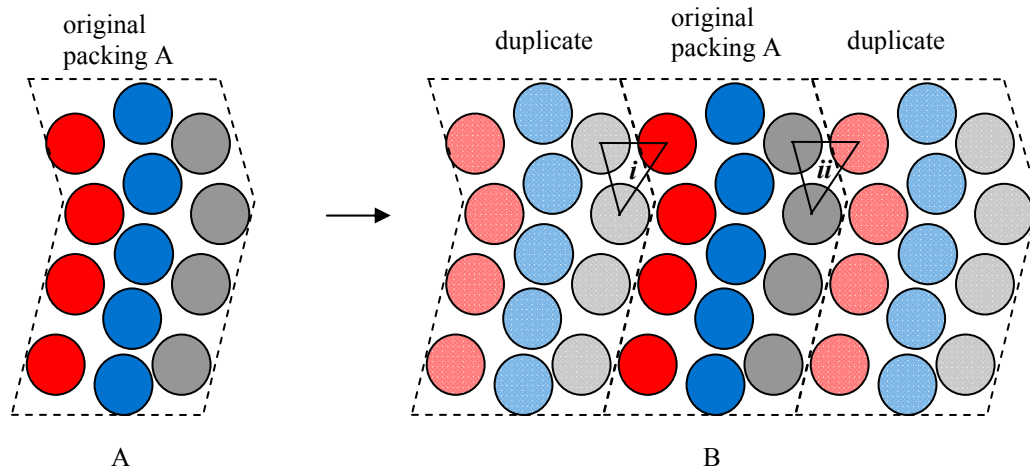 original
packing A
duplicate
original
packing A
duplicate
i
ii
A
B